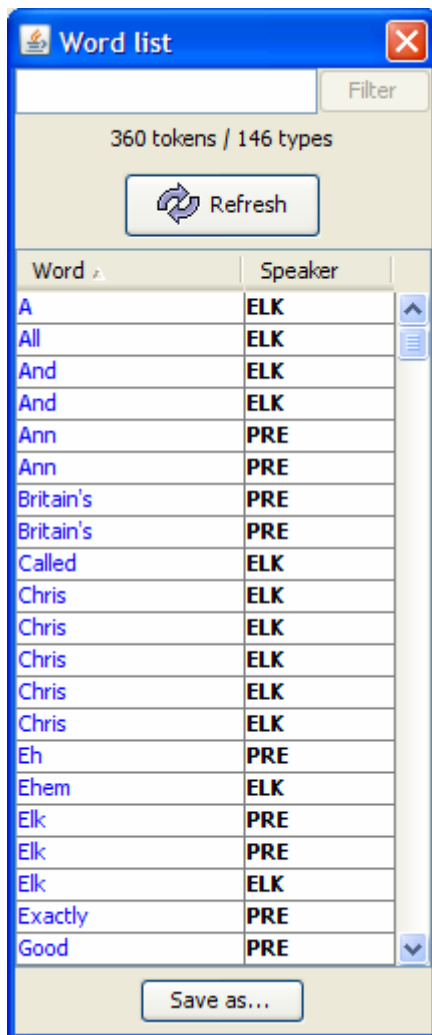 Word list
Filter
360 tokens / 146 types
Refresh
Word Speaker
A ELK
All ELK
And ELK
And ELK
Ann PRE
Ann PRE
Britain's PRE
Britain's PRE
Called ELK
Chris ELK
Chris ELK
Chris ELK
Chris ELK
Chris ELK
Eh PRE
Ehem ELK
Elk PRE
Elk PRE
Elk ELK
Exactly PRE
Good PRE
Save as...